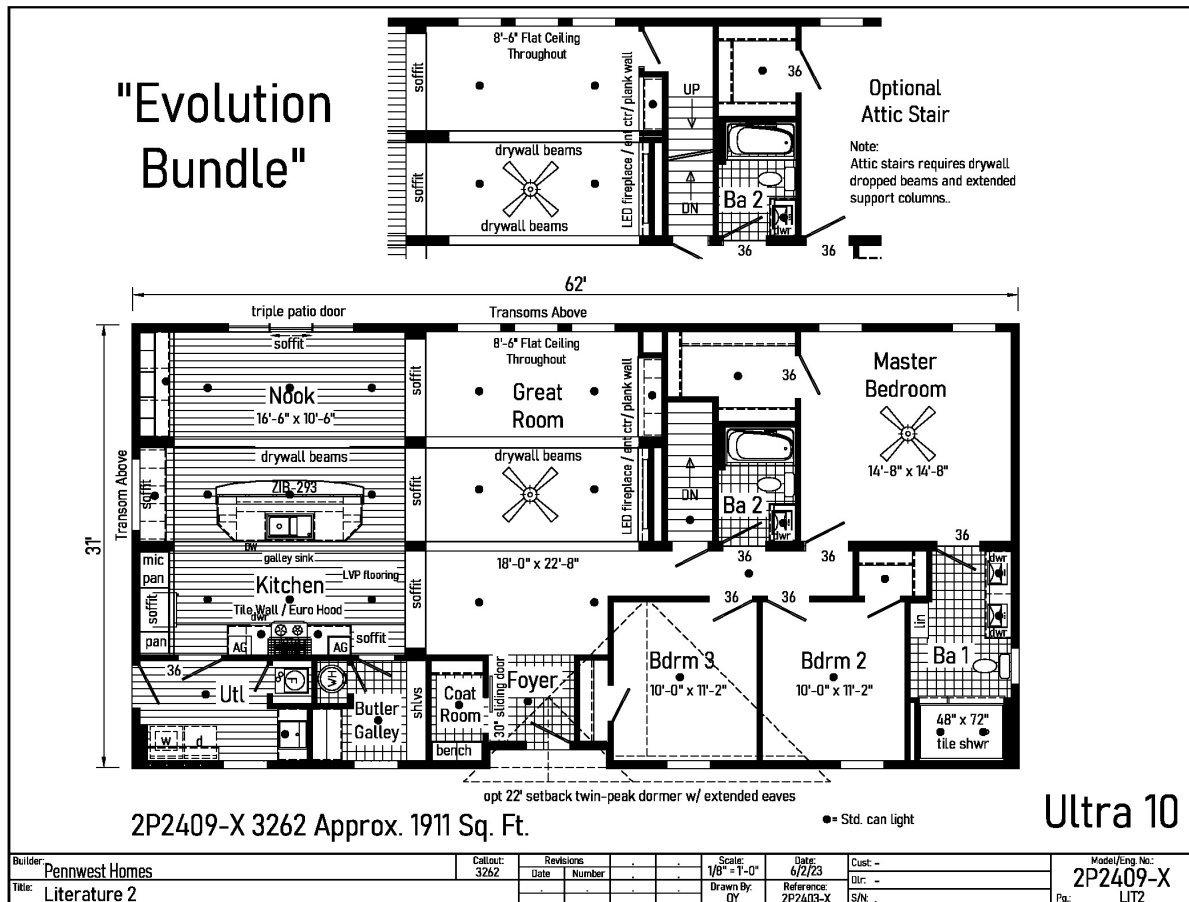 "Evolution
Bundle"
8'-6" Flat Ceiling
Throughout
soffit
soffit
drywall beams
drywall beams
LED fireplace / ent ctr/ plank wall
UP
DN
36
Ba 2
dwr
36
36
Optional
Attic Stair
Note:
Attic stairs requires drywall
dropped beams and extended
support columns..
62'
31'
triple patio door
Transoms Above
soffit
8'-6" Flat Ceiling
Throughout
soffit
Nook
16'-6" x 10'-6"
Great
Room
LED fireplace / ent ctr/ plank wall
36
Master
Bedroom
14'-8" x 14'-8"
Transom Above
soffit
drywall beams
soffit
drywall beams
ZIB-293
DW
galley sink
DN
Ba 2
dwr
36
36
36
mic
pan
soffit
pan
Kitchen
LVP flooring
Tile Wall / Euro Hood
dwr
AG
AG
soffit
soffit
18'-0" x 22'-8"
36
36
dwr
dwr
lin
Ba 1
36
Utl
F
HW
w
d
Butler
Galley
shlvs
Coat
Room
bench
30" sliding door
Foyer
Bdrm 3
10'-0" x 11'-2"
Bdrm 2
10'-0" x 11'-2"
48" x 72"
tile shwr
opt 22' setback twin-peak dormer w/ extended eaves
2P2409-X 3262 Approx. 1911 Sq. Ft.
= Std. can light
Ultra 10
Builder:
Pennwest Homes
Title:
Literature 2
Callout:
3262
Revisions
Date Number
Scale:
1/8" = 1'-0"
Drawn By:
OY
Date:
6/2/23
Reference:
2P2403-X
Cust: -
Dlr: -
S/N: .
Model/Eng. No.:
2P2409-X
Pg.: LIT2